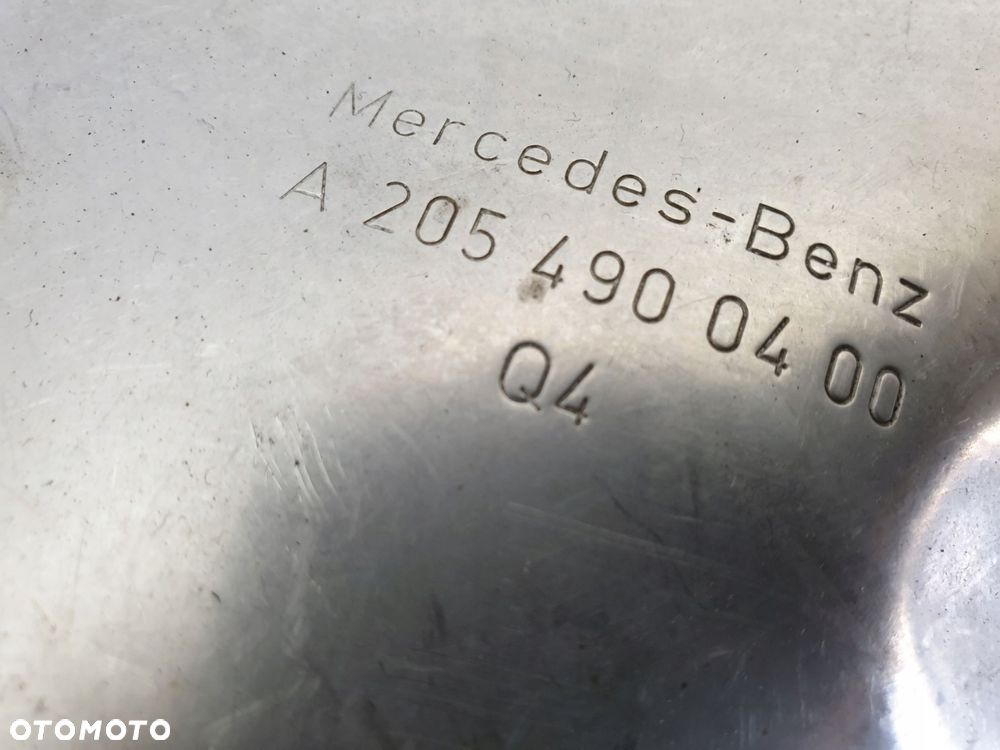 Mercedes-Benz
A 205 490 04 00
Q4
OTOMOTO